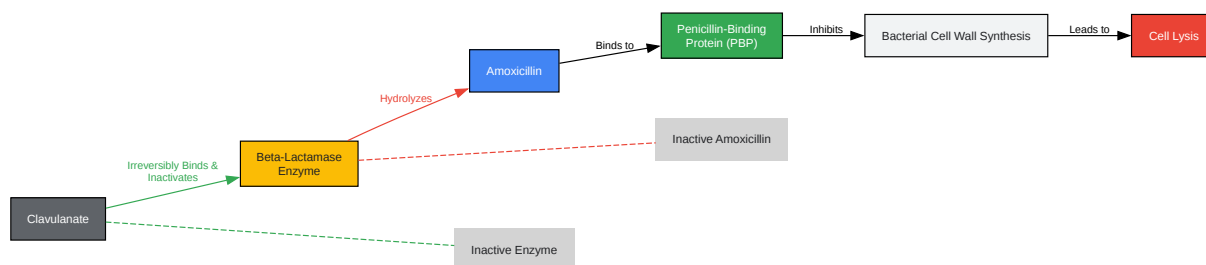 Penicillin-Binding
Protein (PBP)
Inhibits
Bacterial Cell Wall Synthesis
Leads to
Cell Lysis
Binds to
Amoxicillin
Hydrolyzes
Inactive Amoxicillin
Beta-Lactamase
Enzyme
Irreversibly Binds &
Inactivates
Clavulanate
Inactive Enzyme